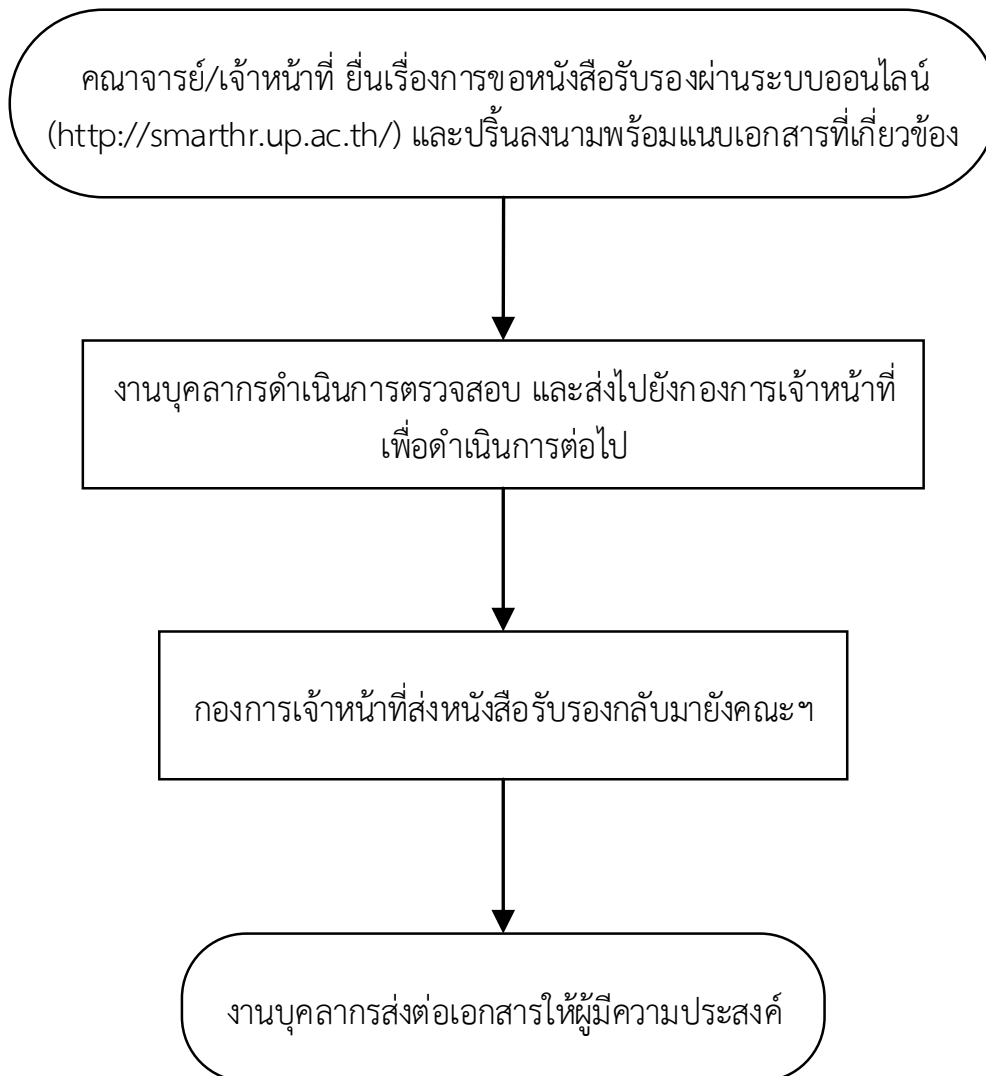 คณาจารย์/เจ้าหน้าที่ ยื่นเรื่องการขอหนังสือรับรองผ่านระบบออนไลน์
(http://smarthr.up.ac.th/) และปริ้นลงนามพร้อมแนบเอกสารที่เกี่ยวข้อง
งานบุคลากรดำเนินการตรวจสอบ และส่งไปยังกองการเจ้าหน้าที่
เพื่อดำเนินการต่อไป
กองการเจ้าหน้าที่ส่งหนังสือรับรองกลับมายังคณะฯ
งานบุคลากรส่งต่อเอกสารให้ผู้มีความประสงค์